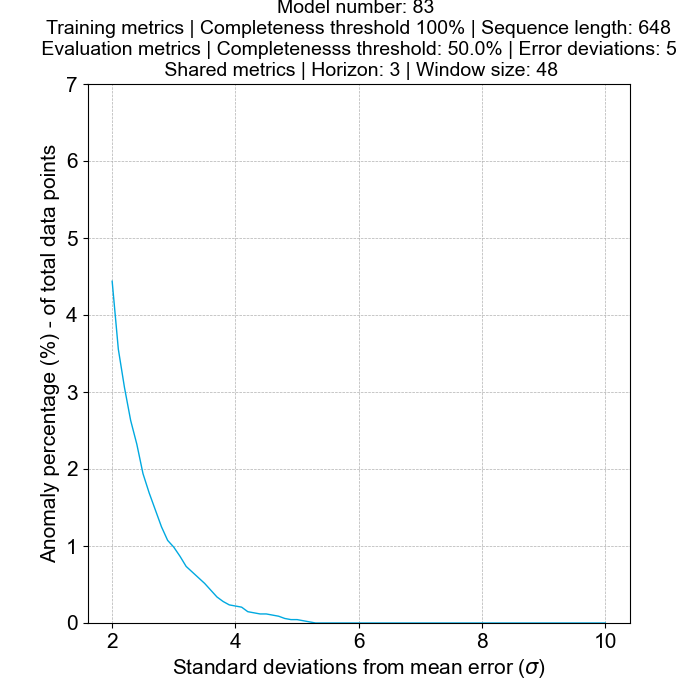 Model number: 83
Training metrics | Completeness threshold 100% | Sequence length: 648
Evaluation metrics | Completenesss threshold: 50.0% | Error deviations: 5
Shared metrics | Horizon: 3 | Window size: 48
Anomaly percentage (%) - of total data points
7
6
5
4
3
2
1
0
2 4 6 8 10
Standard deviations from mean error (σ)